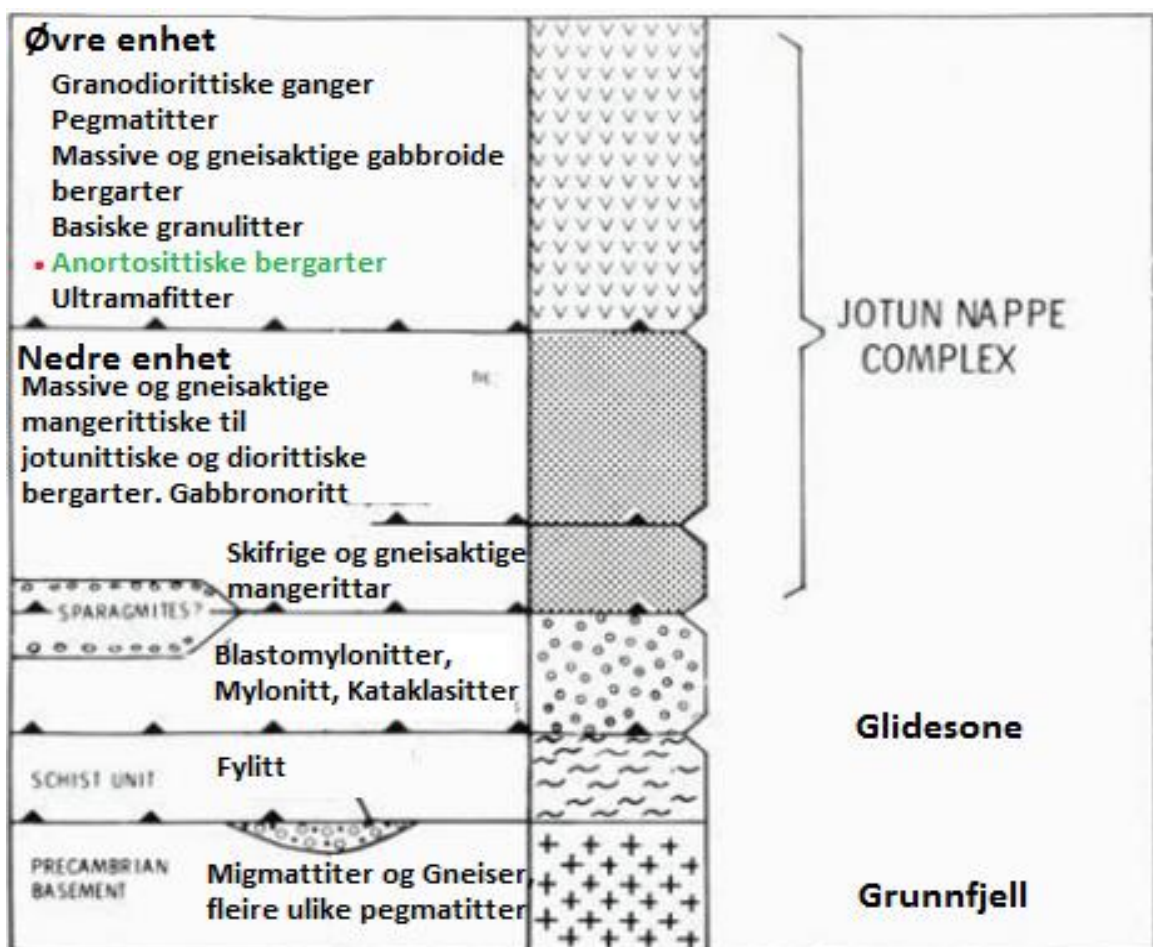 Øvre enhet
Granodiorittiske ganger
Pegmatitter
Massive og gneisaktige gabbroide
bergarter
Basiske granulitter
Anortosittiske bergarter
Ultramafitter
JOTUN NAPPE
COMPLEX
Nedre enhet
Massive og gneisaktige
mangerittiske til
jotunittiske og diorittiske
bergarter. Gabbronoritt
Skifrige og gneisaktige
mangerittar
SPARAGMITES?
Blastomylonitter,
Mylonitt, Kataklasitter
Glidesone
SCHIST UNIT
Fylitt
PRECAMBRIAN
BASEMENT
Migmattiter og Gneiser,
fleire ulike pegmatitter
Grunnfjell